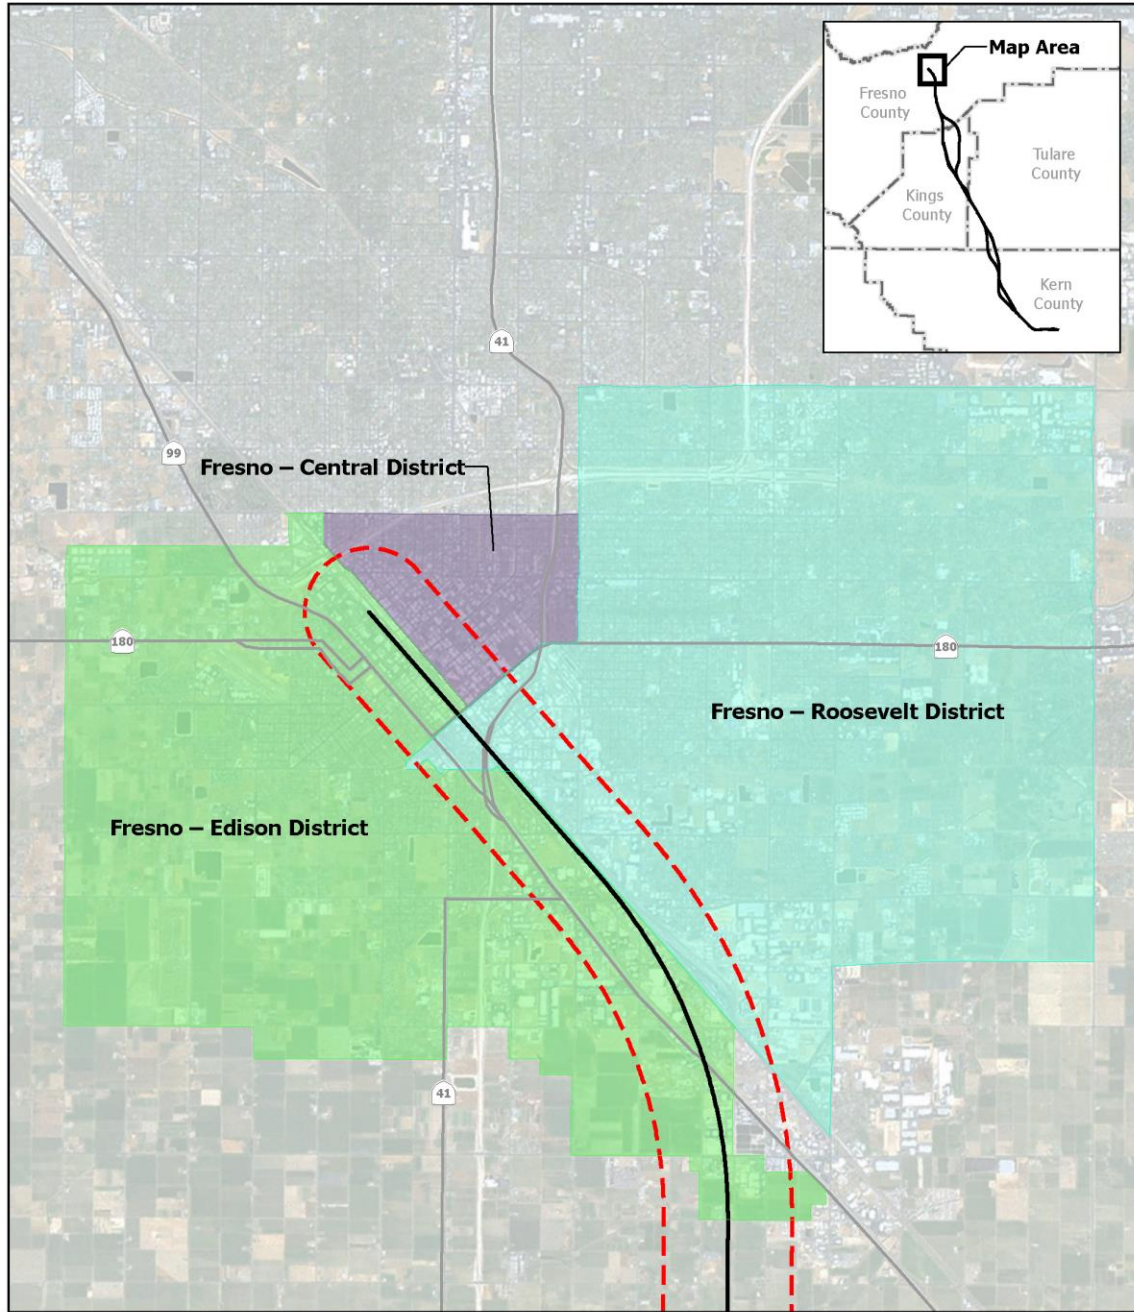 Map Area
Fresno
County
Tulare
County
Kings
County
Kern
County
41
99
Fresno – Central District
180
180
Fresno – Roosevelt District
Fresno – Edison District
41